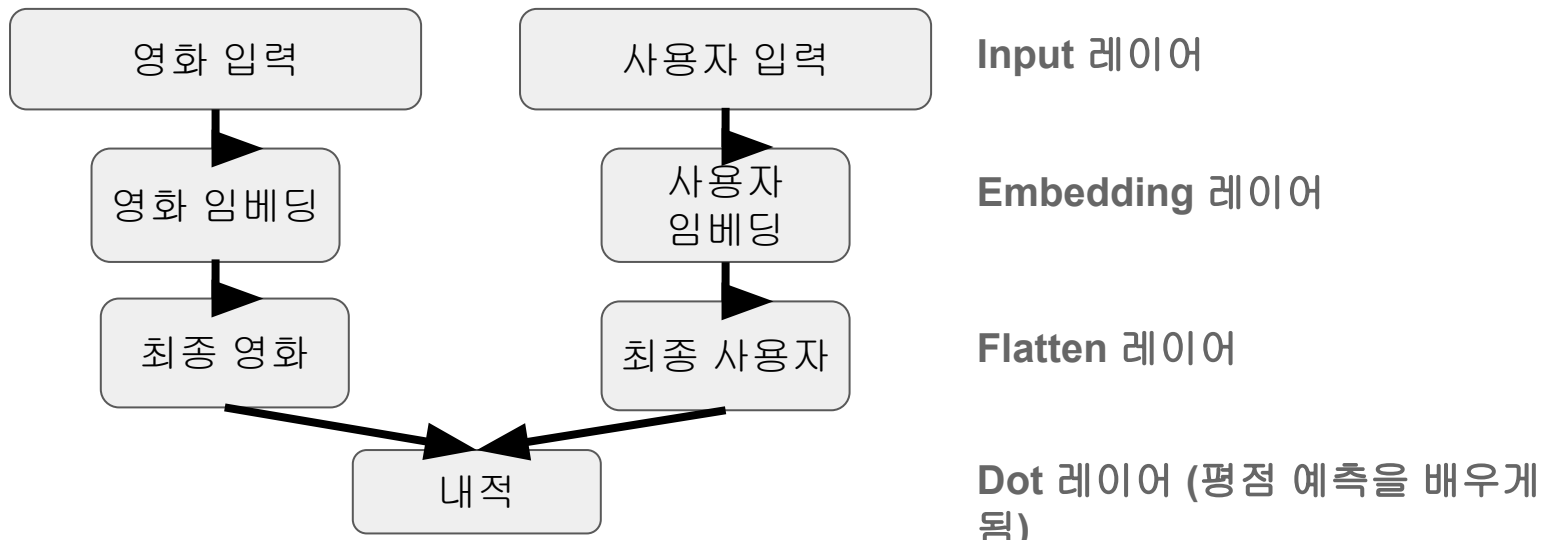 영화 입력
사용자 입력
Input 레이어
영화 임베딩
사용자
임베딩
Embedding 레이어
최종 영화
최종 사용자
Flatten 레이어
내적
Dot 레이어 (평점 예측을 배우게
됨)